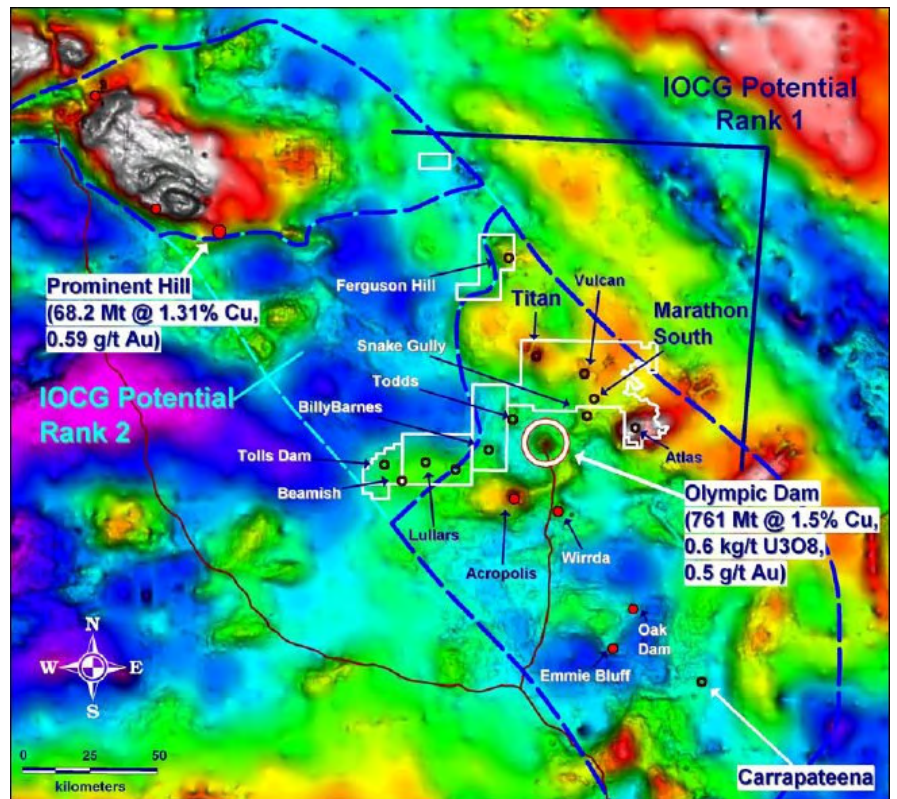 IOCG Potential
Rank 1
Prominent Hill
(68.2 Mt @ 1.31% Cu,
0.59 g/t Au)
Ferguson Hill
Titan
Vulcan
Marathon
South
Snake Gully
Todds
IOCG Potential
Rank 2
BillyBarnes
Tolls Dam
Beamish
Lullars
Atlas
Olympic Dam
(761 Mt @ 1.5% Cu,
0.6 kg/t U3O8,
0.5 g/t Au)
Acropolis
Wirrda
Oak
Dam
Emmie Bluff
Carrapateena
N
W E
S
0 25 50
kilometers